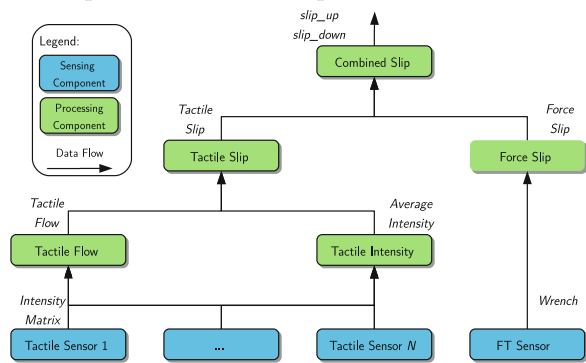 slip_up
slip_down
Legend:
Sensing
Component
Processing
Component
Data Flow
Combined Slip
Tactile
Slip
Force
Slip
Tactile Slip
Force Slip
Tactile
Flow
Average
Intensity
Tactile Flow
Tactile Intensity
Intensity
Matrix
Wrench
Tactile Sensor 1
...
Tactile Sensor N
FT Sensor